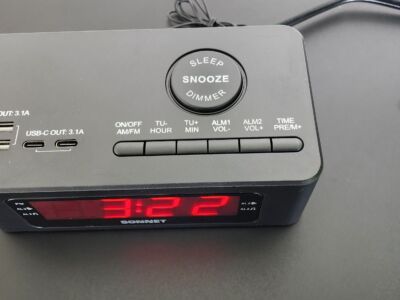 SLEEP
SNOOZE
DIMMER
OUT: 3.1A
USB-C OUT: 3.1A
ON/OFF TU- TU+ ALM1 ALM2 TIME
AM/FM HOUR MIN VOL- VOL+ PRE/M+
PM
3:22
SONNET